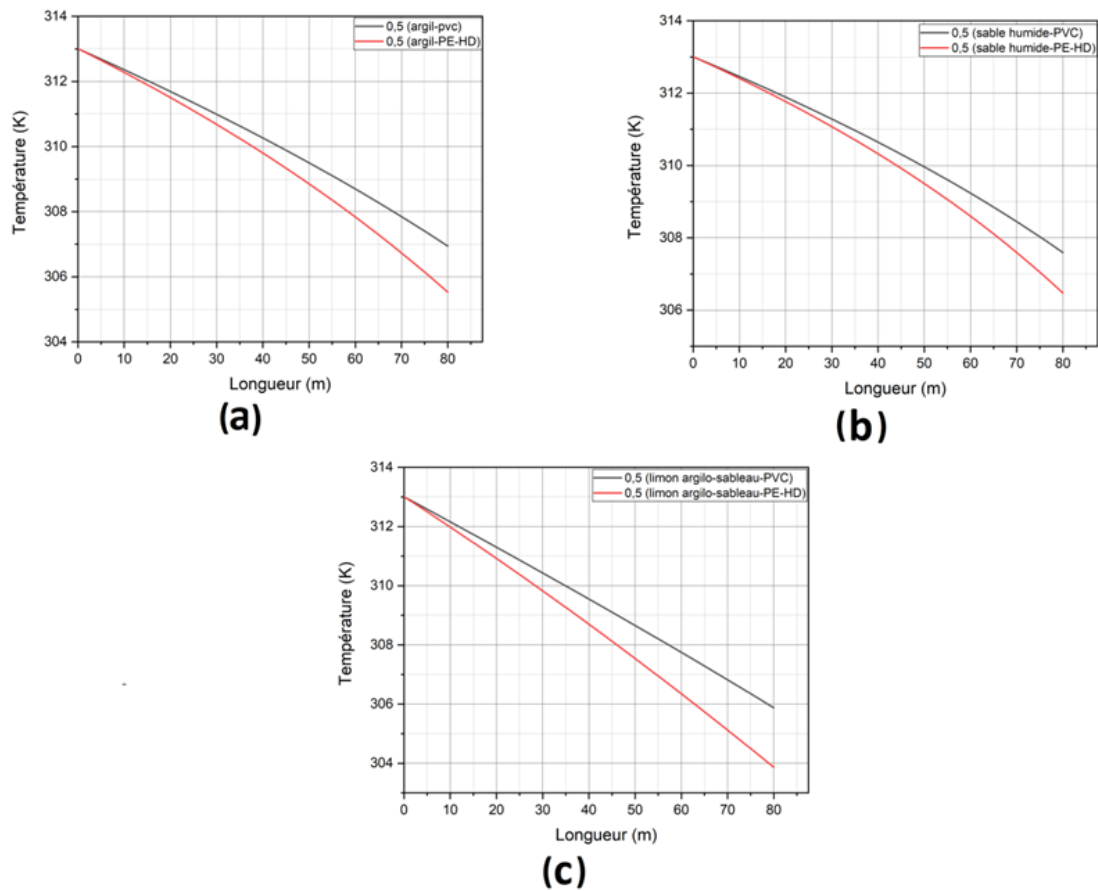 314
312
310
308
306
304
Température (K)
0,5 (argil-pvc)
0,5 (argil-PE-HD)
0 10 20 30 40 50 60 70 80
Longueur (m)
(a)
314
312
310
308
306
Température (K)
0,5 (sable humide-PVC)
0,5 (sable humide-PE-HD)
0 10 20 30 40 50 60 70 80
Longueur (m)
(b)
314
312
310
308
306
304
Température (K)
0,5 (limon argilo-sableau-PVC)
0,5 (limon argilo-sableau-PE-HD)
0 10 20 30 40 50 60 70 80
Longueur (m)
(c)